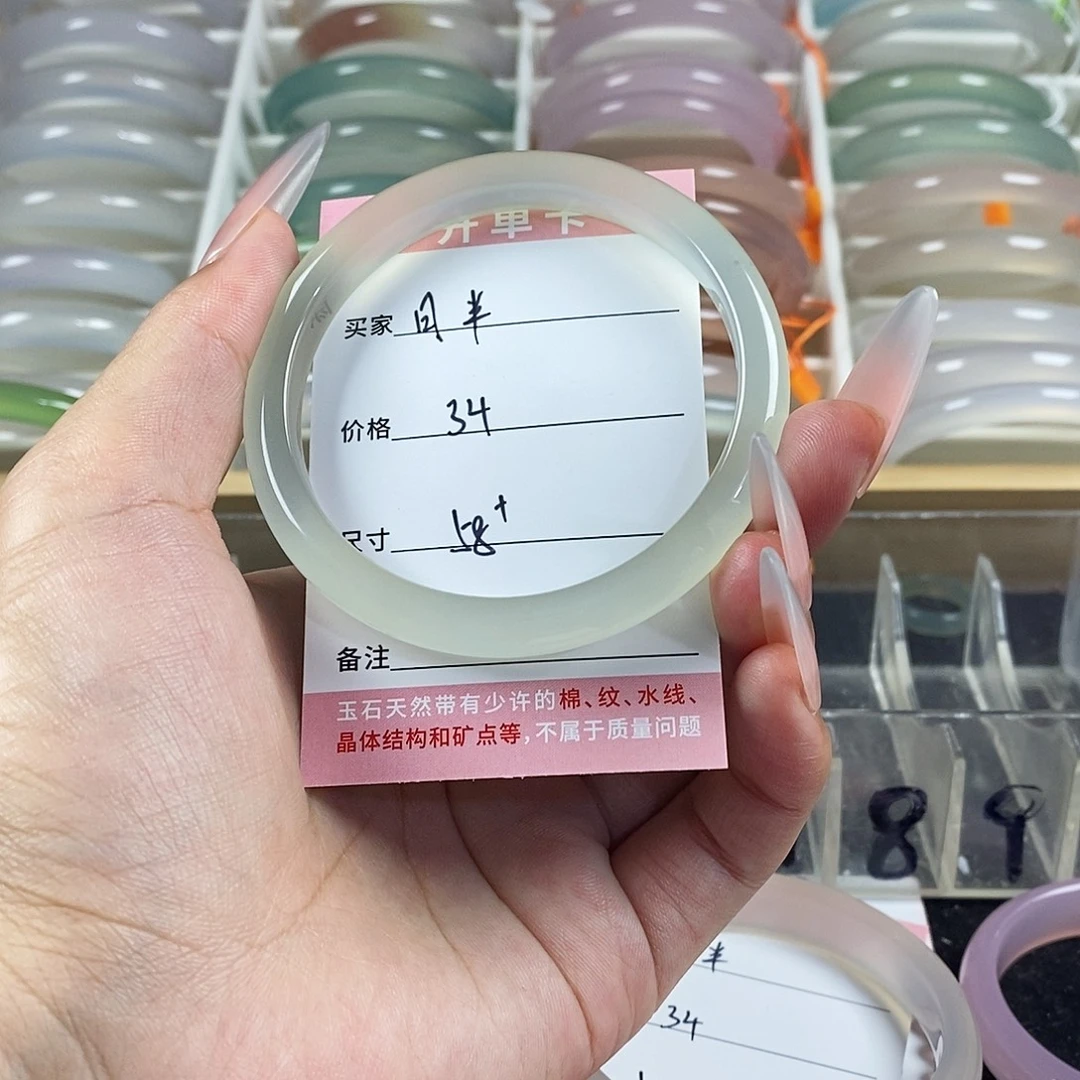 开单卡
买家 月半
价格 34
尺寸 58+
备注
玉石天然带有少许的棉、纹、水线、
晶体结构和矿点等,不属于质量问题
8 9
半
34